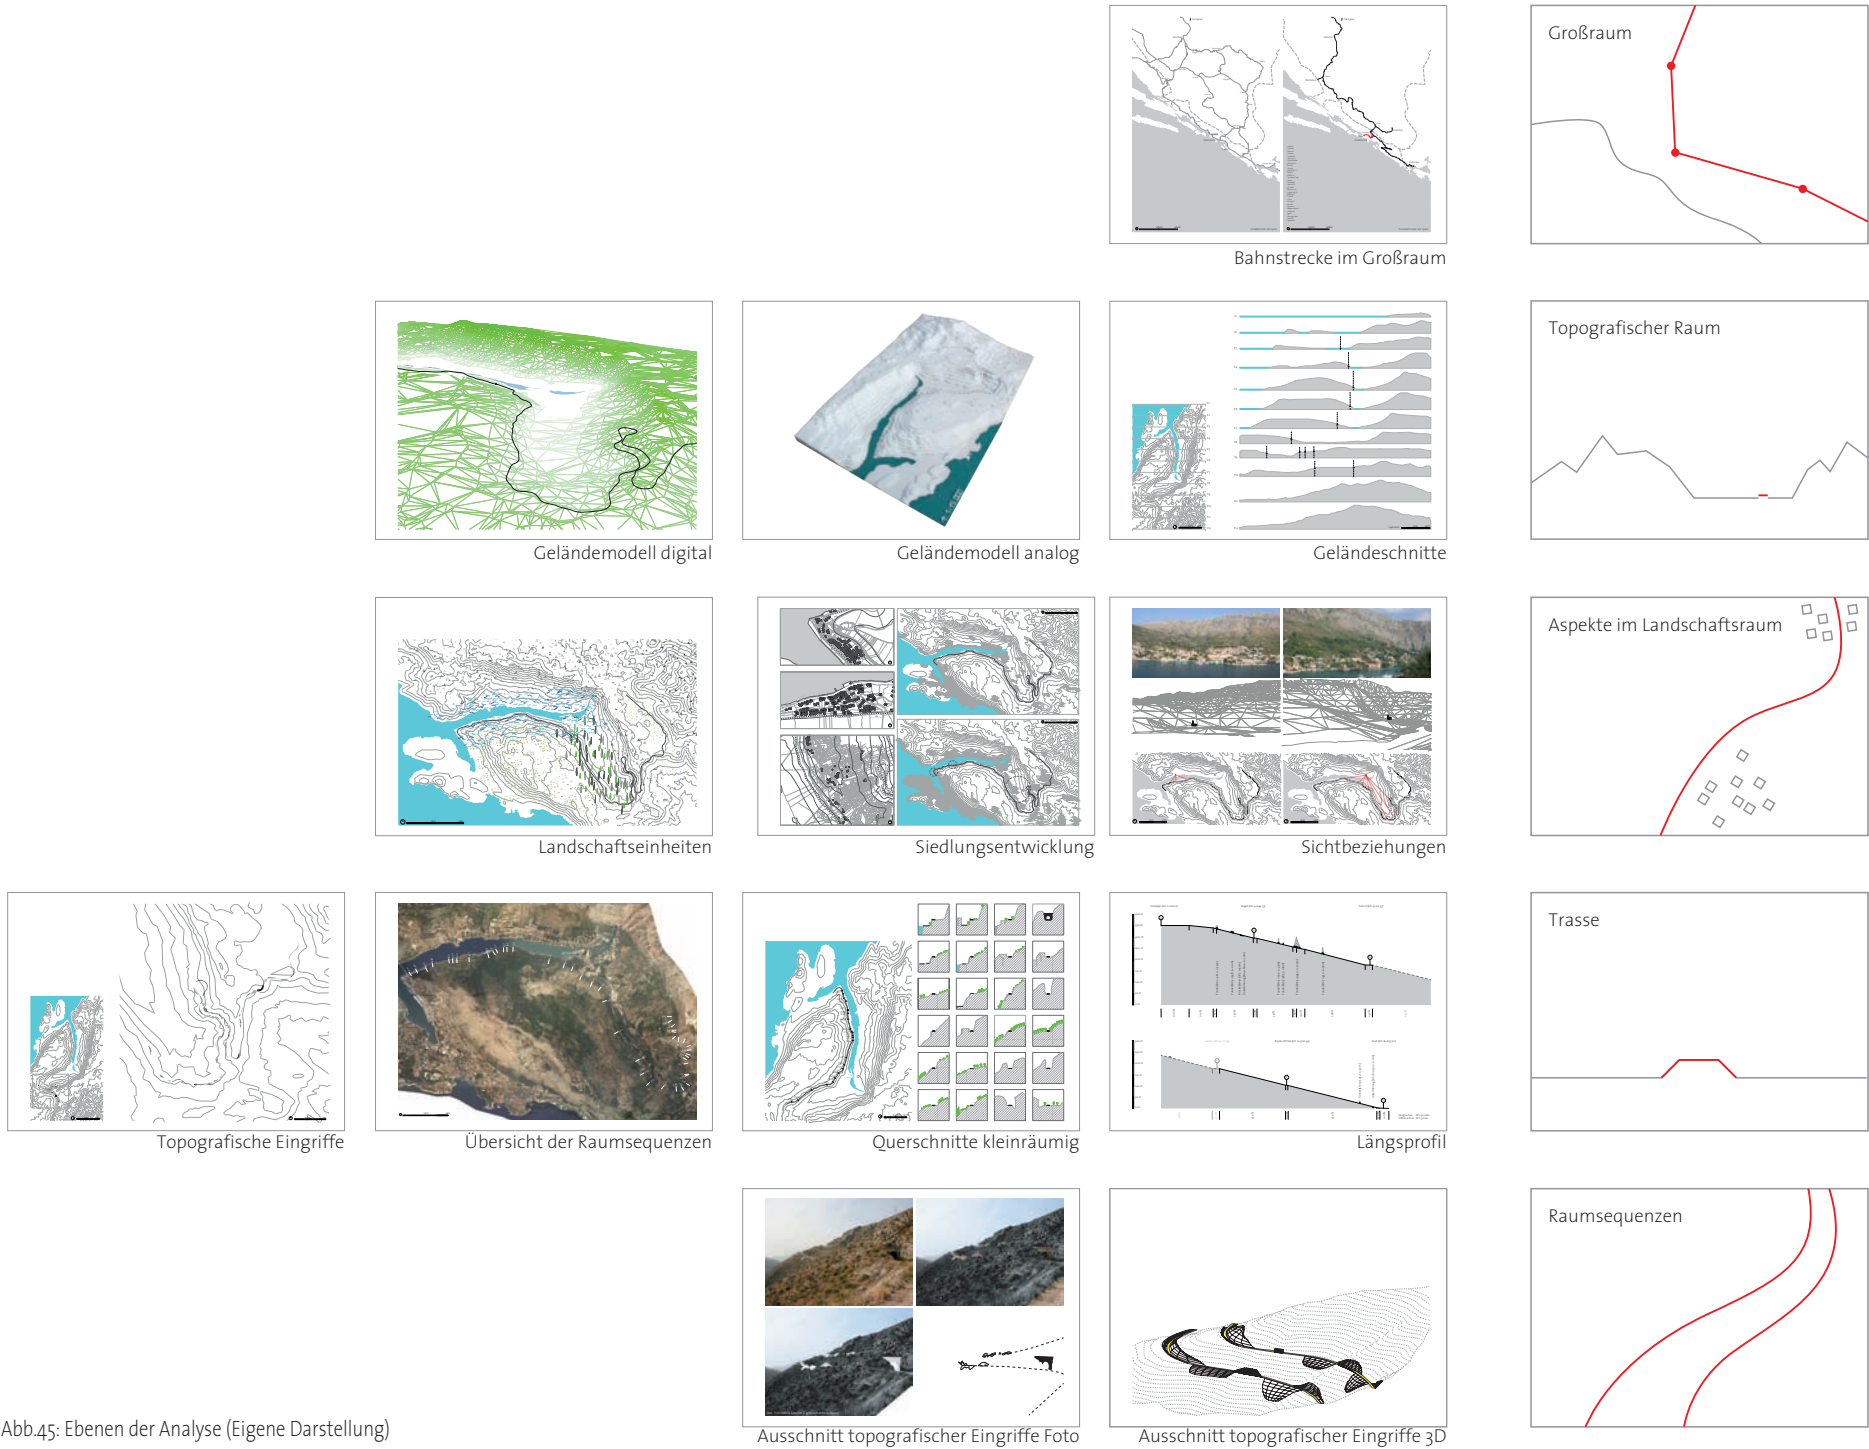 Großraum
Bahnstrecke im Großraum
Topografischer Raum
Geländemodell digital
Geländemodell analog
Geländeschnitte
Aspekte im Landschaftsraum
Landschaftseinheiten
Siedlungsentwicklung
Sichtbeziehungen
Trasse
Topografische Eingriffe
Übersicht der Raumsequenzen
Querschnitte kleinräumig
Längsprofil
Raumsequenzen
Abb.45: Ebenen der Analyse (Eigene Darstellung)
Ausschnitt topografischer Eingriffe Foto
Ausschnitt topografischer Eingriffe 3D